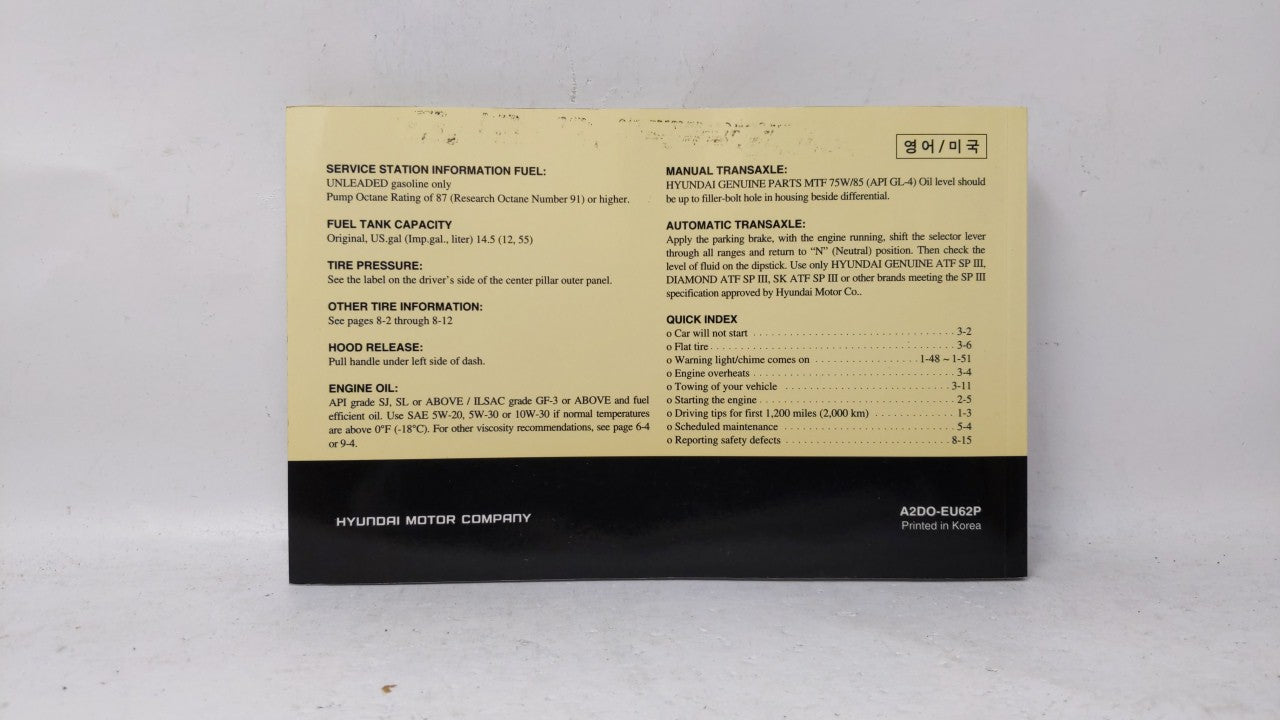 영어/미국
SERVICE STATION INFORMATION FUEL:
UNLEADED gasoline only
Pump Octane Rating of 87 (Research Octane Number 91) or higher.
FUEL TANK CAPACITY
Original, US.gal (Imp.gal., liter) 14.5 (12, 55)
TIRE PRESSURE:
See the label on the driver's side of the center pillar outer panel.
OTHER TIRE INFORMATION:
See pages 8-2 through 8-12
HOOD RELEASE:
Pull handle under left side of dash.
ENGINE OIL:
API grade SJ, SL or ABOVE / ILSAC grade GF-3 or ABOVE and fuel
efficient oil. Use SAE 5W-20, 5W-30 or 10W-30 if normal temperatures
are above 0°F (-18°C). For other viscosity recommendations, see page 6-4
or 9-4.
MANUAL TRANSAXLE:
HYUNDAI GENUINE PARTS MTF 75W/85 (API GL-4) Oil level should
be up to filler-bolt hole in housing beside differential.
AUTOMATIC TRANSAXLE:
Apply the parking brake, with the engine running, shift the selector lever
through all ranges and return to “N” (Neutral) position. Then check the
level of fluid on the dipstick. Use only HYUNDAI GENUINE ATF SP III,
DIAMOND ATF SP III, SK ATF SP III or other brands meeting the SP III
specification approved by Hyundai Motor Co..
QUICK INDEX
o Car will not start . . . . . . . . . . 3-2
o Flat tire . . . . . . . . . . 3-6
o Warning light/chime comes on . . . . . . . . . . 1-48 ~ 1-51
o Engine overheats . . . . . . . . . . 3-4
o Towing of your vehicle . . . . . . . . . . 3-11
o Starting the engine . . . . . . . . . . 2-5
o Driving tips for first 1,200 miles (2,000 km) . . . . . . . . . . 1-3
o Scheduled maintenance . . . . . . . . . . 5-4
o Reporting safety defects . . . . . . . . . . 8-15
HYUNDAI MOTOR COMPANY
A2DO-EU62P
Printed in Korea